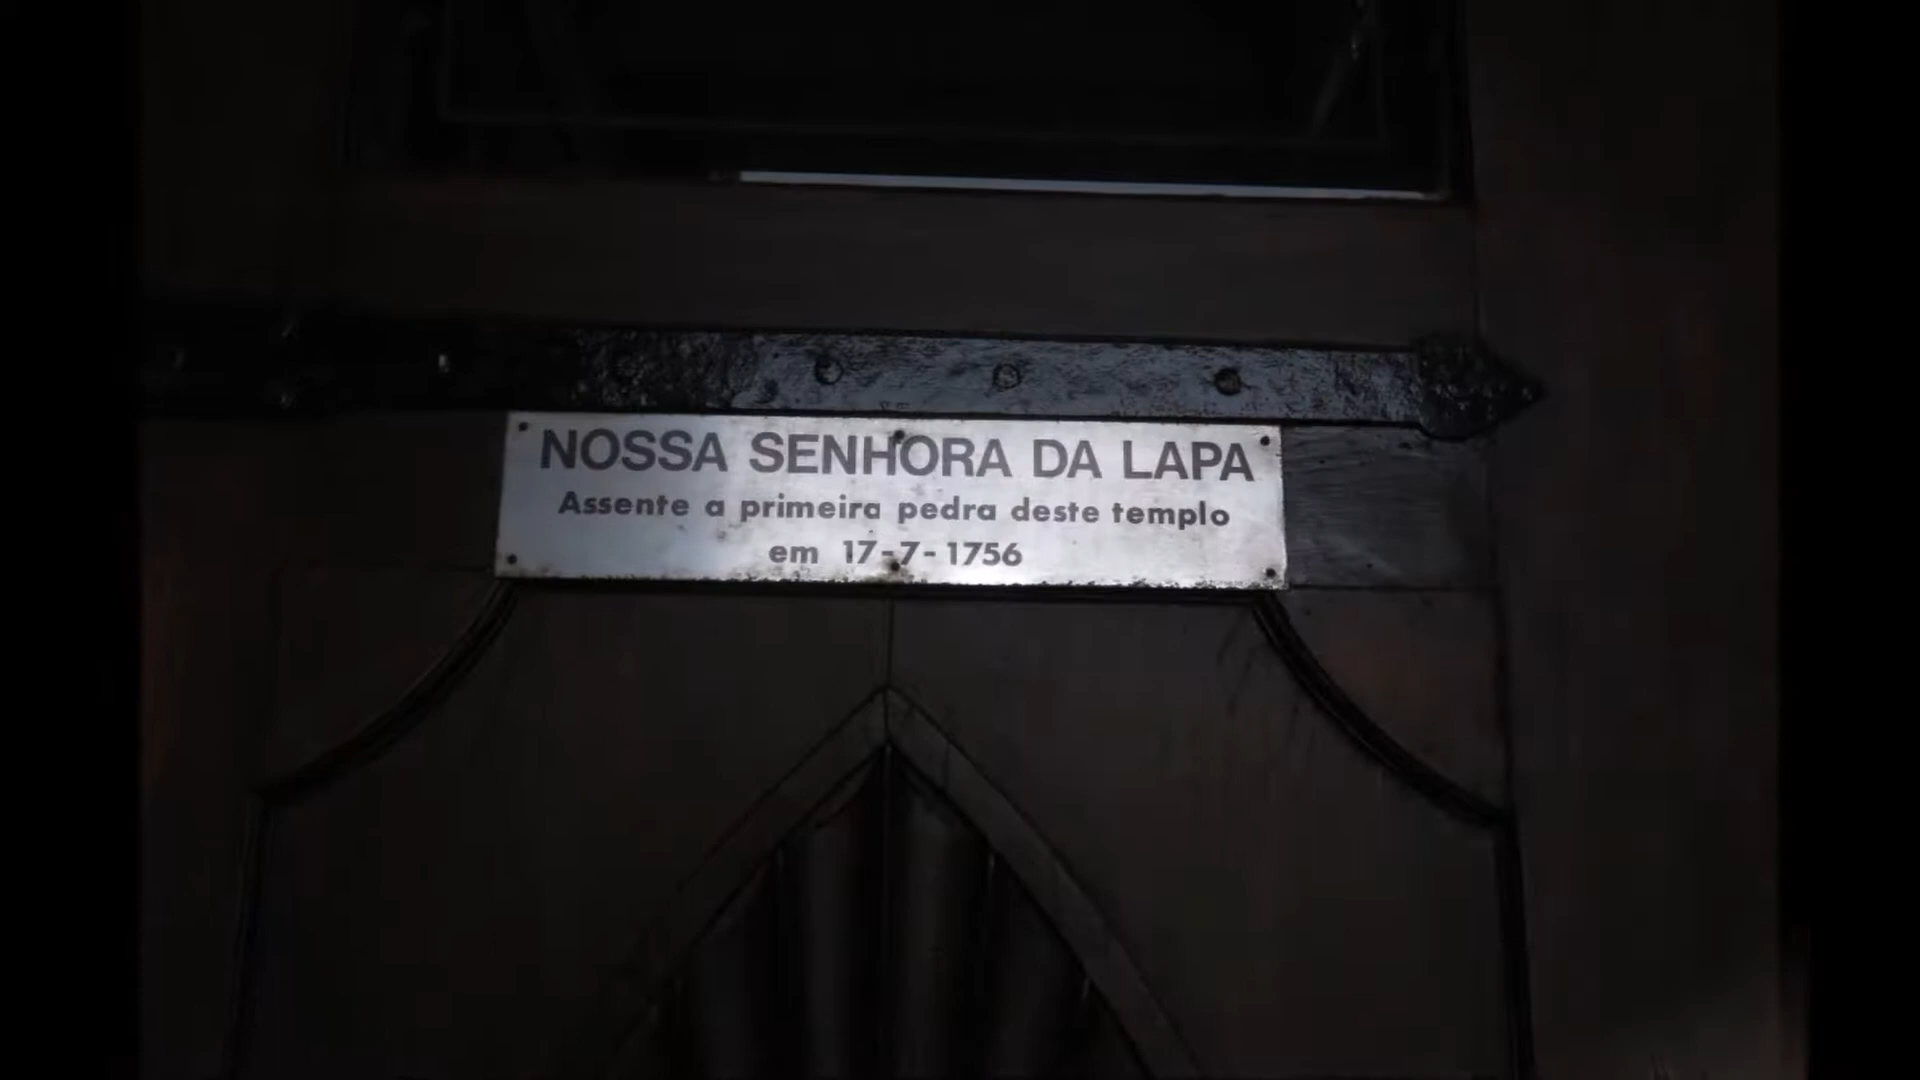 NOSSA SENHORA DA LAPA
Assente a primeira pedra deste templo
em 17-7-1756